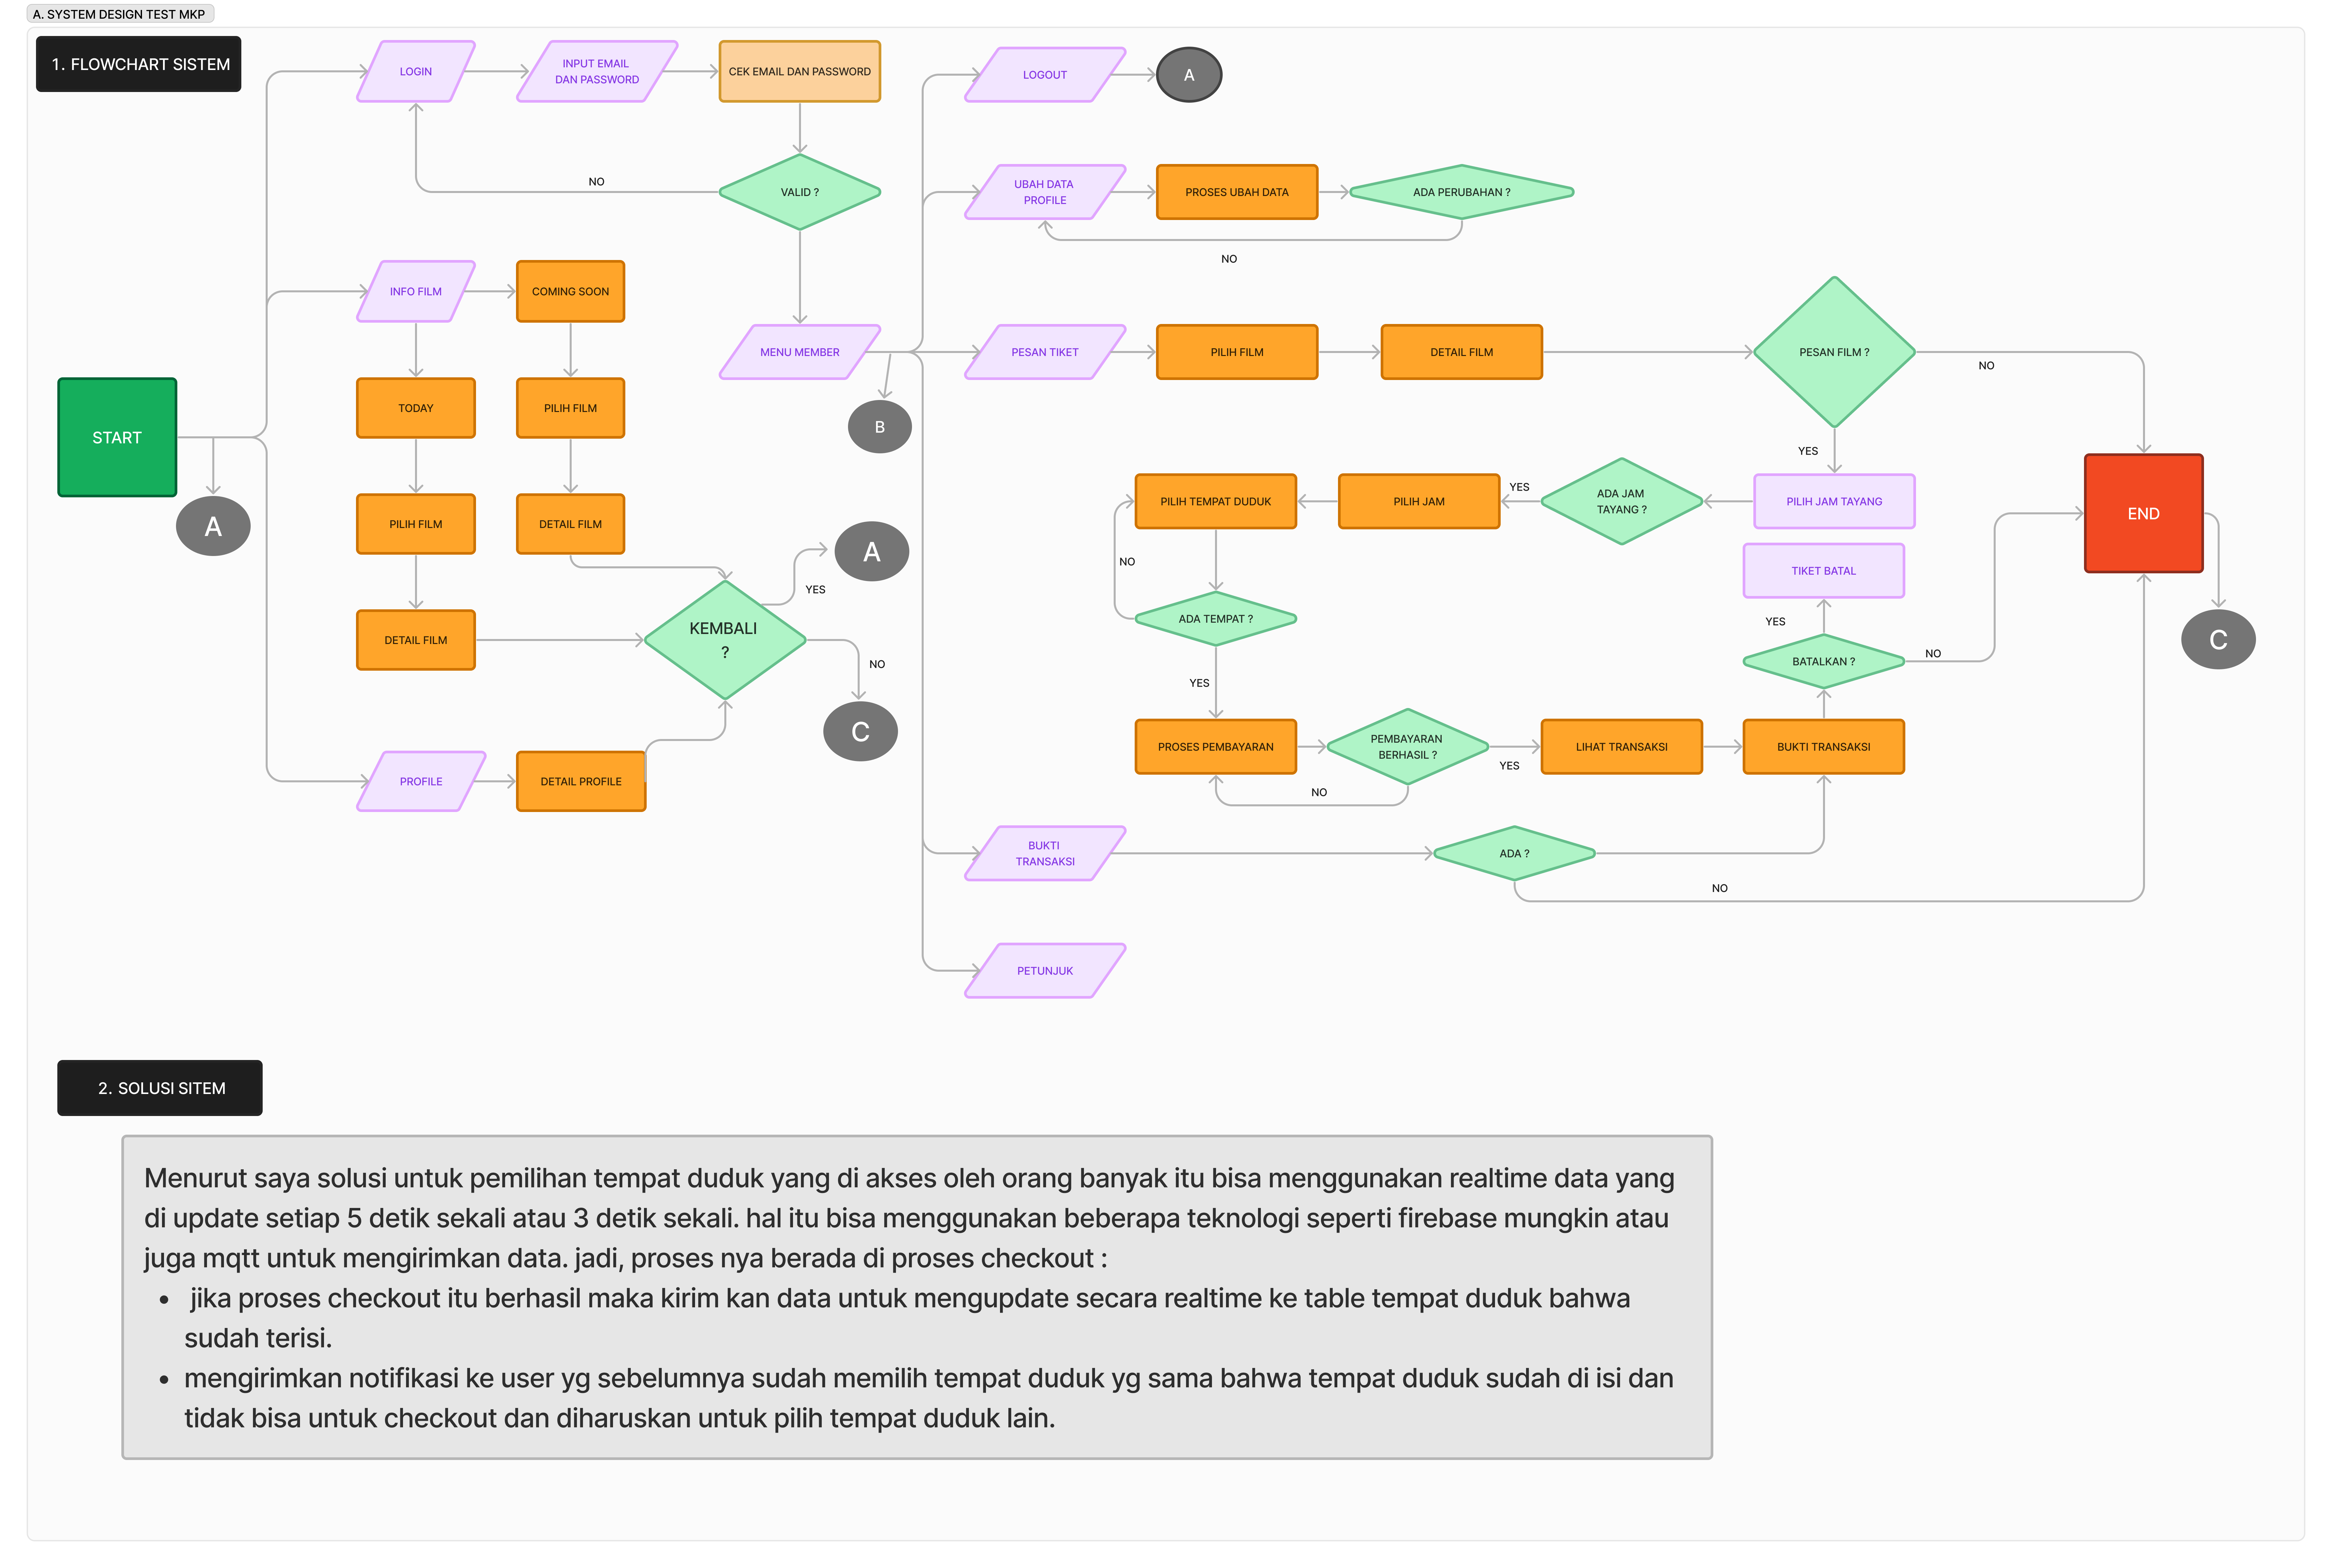 A. SYSTEM DESIGN TEST MKP
1. FLOWCHART SISTEM
LOGIN
INPUT EMAIL
DAN PASSWORD
CEK EMAIL DAN PASSWORD
LOGOUT
A
NO
VALID ?
UBAH DATA
PROFILE
PROSES UBAH DATA
ADA PERUBAHAN ?
NO
INFO FILM
COMING SOON
MENU MEMBER
PESAN TIKET
PILIH FILM
DETAIL FILM
PESAN FILM ?
NO
START
TODAY
PILIH FILM
B
YES
A
PILIH FILM
DETAIL FILM
A
YES
PILIH TEMPAT DUDUK
PILIH JAM
YES
ADA JAM
TAYANG ?
PILIH JAM TAYANG
END
NO
TIKET BATAL
DETAIL FILM
KEMBALI
?
NO
C
ADA TEMPAT ?
YES
BATALKAN ?
NO
C
YES
PROSES PEMBAYARAN
PEMBAYARAN
BERHASIL ?
YES
LIHAT TRANSAKSI
BUKTI TRANSAKSI
NO
PROFILE
DETAIL PROFILE
BUKTI
TRANSAKSI
ADA ?
NO
PETUNJUK
2. SOLUSI SITEM
Menurut saya solusi untuk pemilihan tempat duduk yang di akses oleh orang banyak itu bisa menggunakan realtime data yang
di update setiap 5 detik sekali atau 3 detik sekali. hal itu bisa menggunakan beberapa teknologi seperti firebase mungkin atau
juga mqtt untuk mengirimkan data. jadi, proses nya berada di proses checkout :
• jika proses checkout itu berhasil maka kirim kan data untuk mengupdate secara realtime ke table tempat duduk bahwa
sudah terisi.
• mengirimkan notifikasi ke user yg sebelumnya sudah memilih tempat duduk yg sama bahwa tempat duduk sudah di isi dan
tidak bisa untuk checkout dan diharuskan untuk pilih tempat duduk lain.